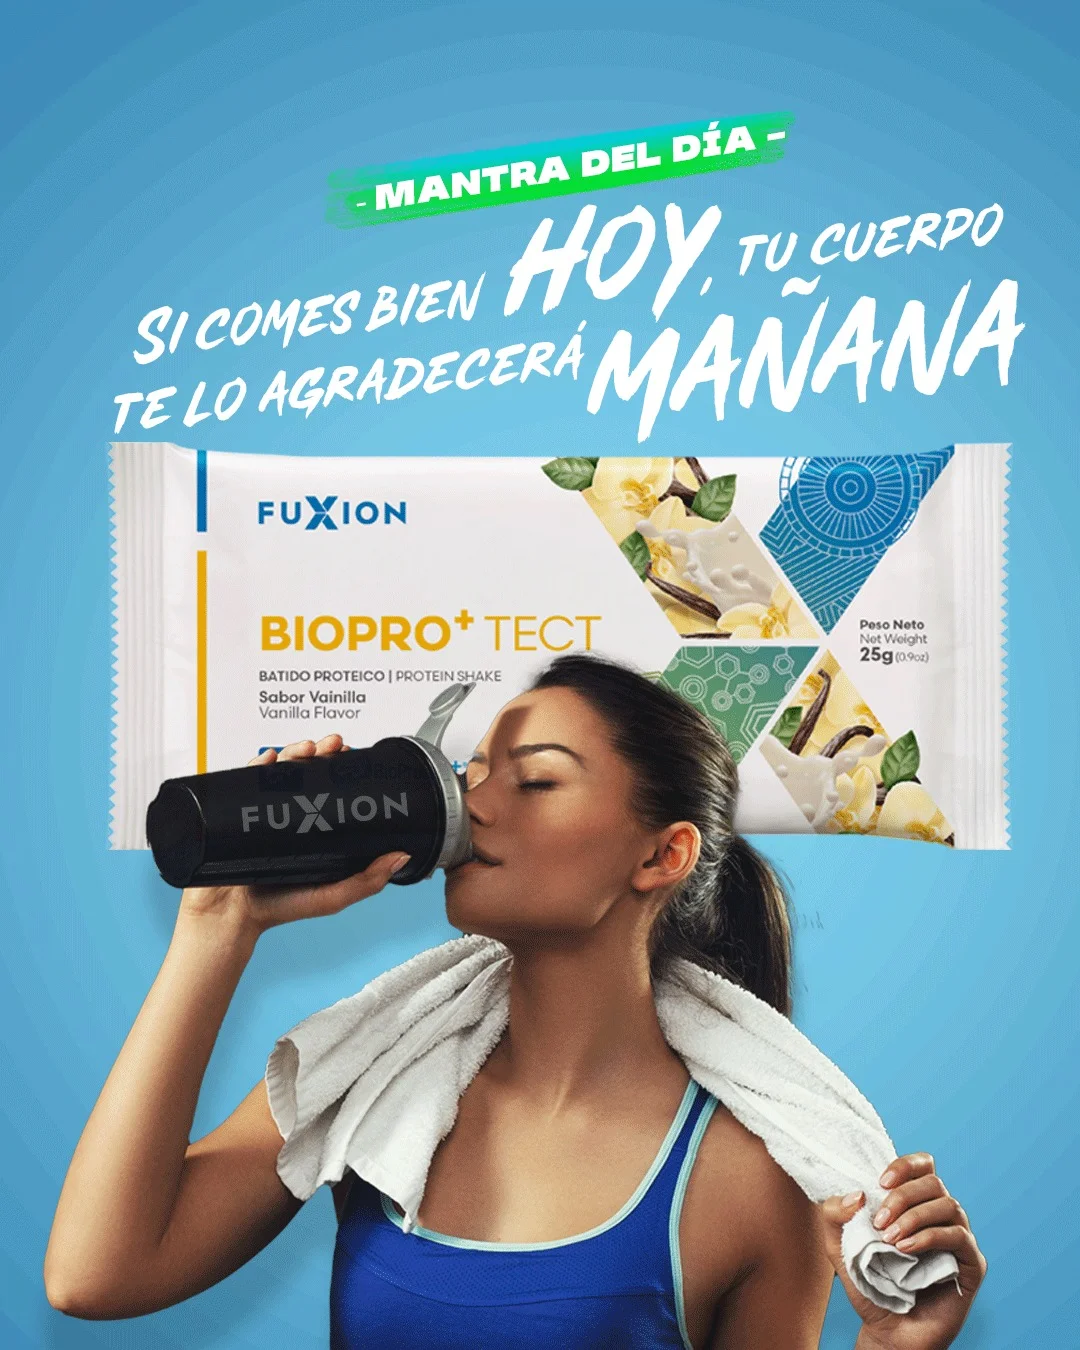 - MANTRA DEL DÍA -
SI COMES BIEN HOY, TU CUERPO
TE LO AGRADECERÁ MAÑANA
FUXION
BIOPRO+ TECT
BATIDO PROTEICO | PROTEIN SHAKE
Sabor Vainilla
Vanilla Flavor
Peso Neto
Net Weight
25g (0.9oz)
FUXION